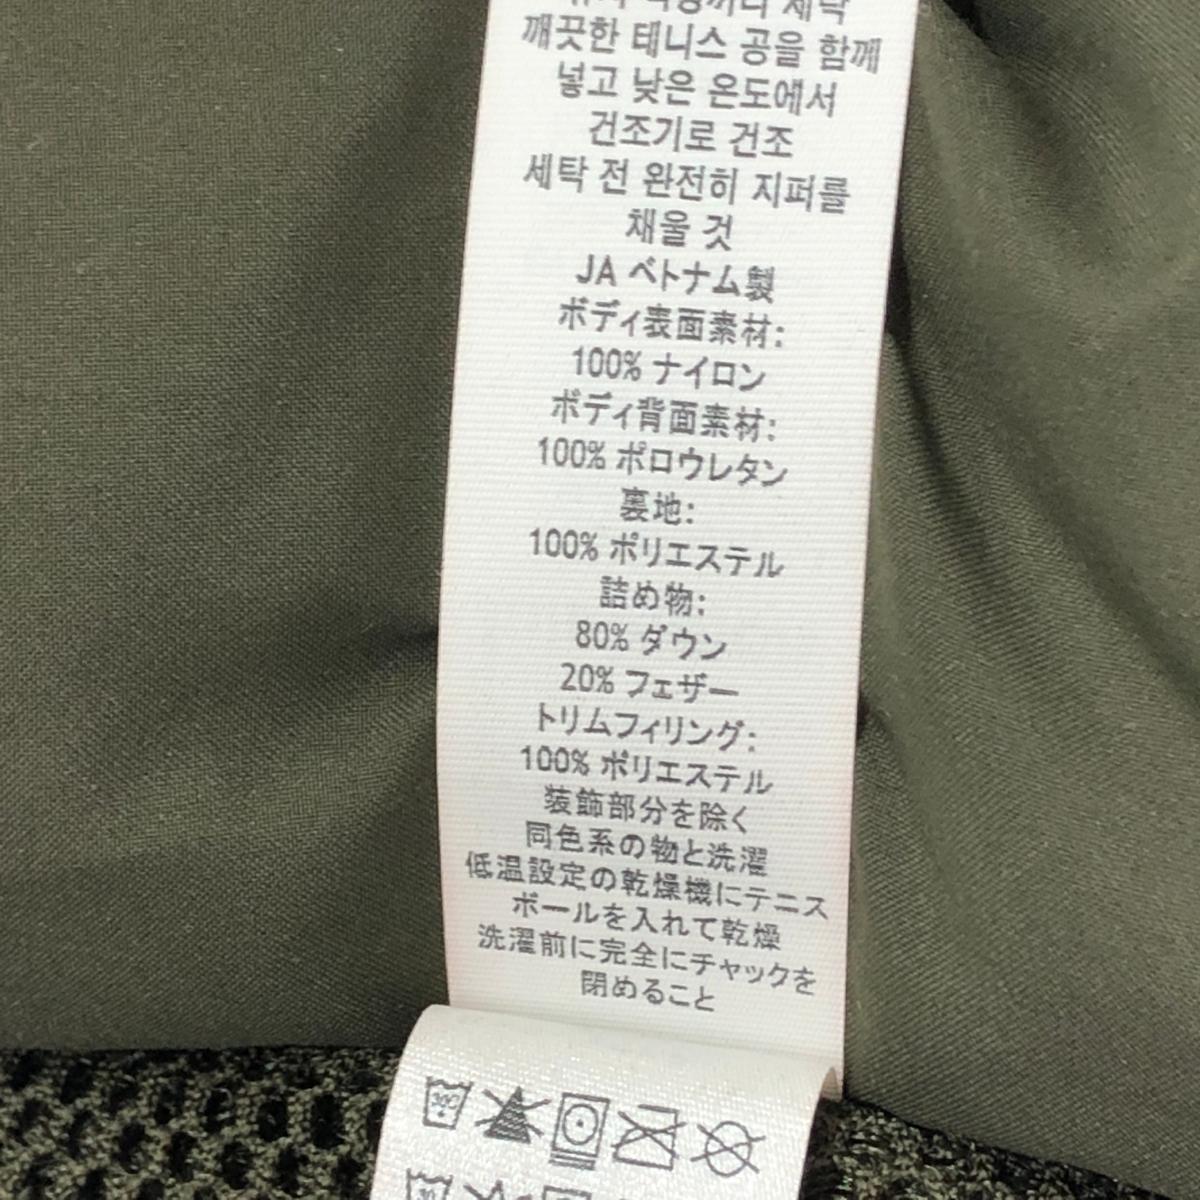 세탁
깨끗한 테니스 공을 함께
넣고 낮은 온도에서
건조기로 건조
세탁 전 완전히 지퍼를
채울 것
JA ベトナム製
ボディ表面素材:
100% ナイロン
ボディ背面素材:
100% ポロウレタン
裏地:
100% ポリエステル
詰め物:
80% ダウン
20% フェザー
トリムフィリング:
100% ポリエステル
装飾部分を除く
同色系の物と洗濯
低温設定の乾燥機にテニス
ボールを入れて乾燥
洗濯前に完全にチャックを
閉めること
30°C
30